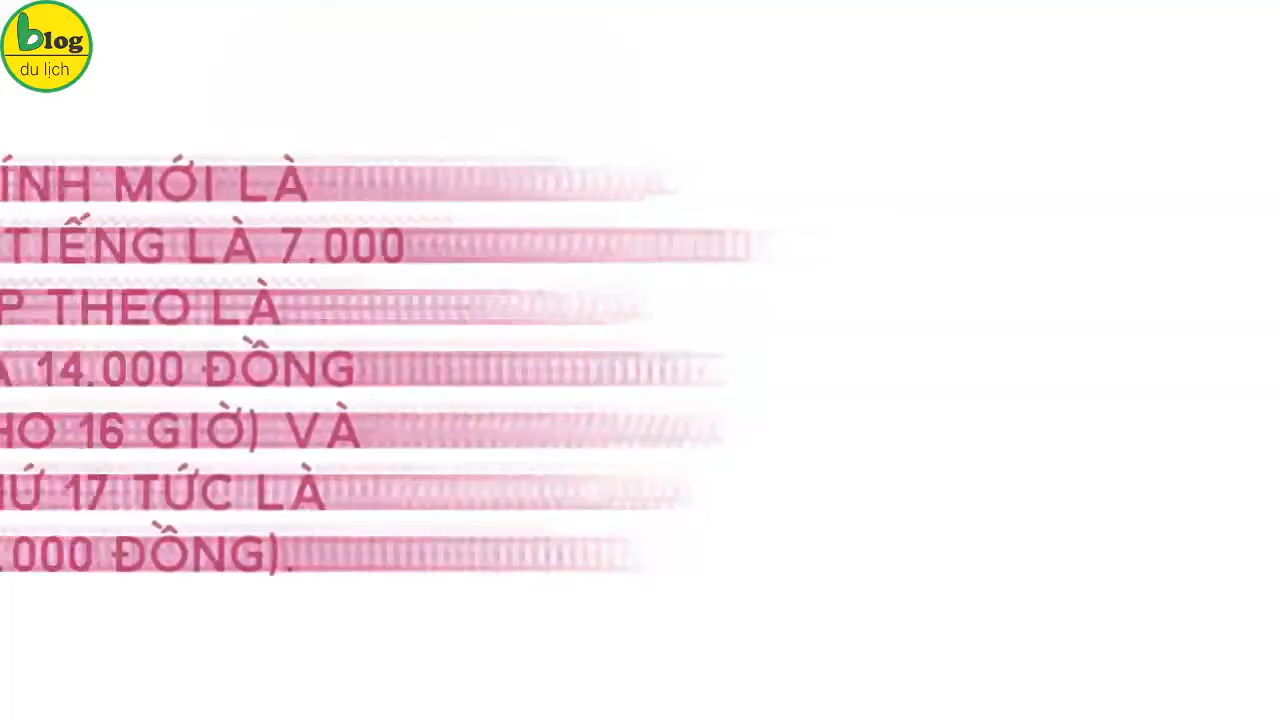 blog
du lịch
ÍNH MỚI LÀ
TIẾNG LÀ 7.000
P THEO LÀ
14.000 ĐỒNG
HO 16 GIỜ) VÀ
Ứ 17 TỨC LÀ
.000 ĐỒNG).